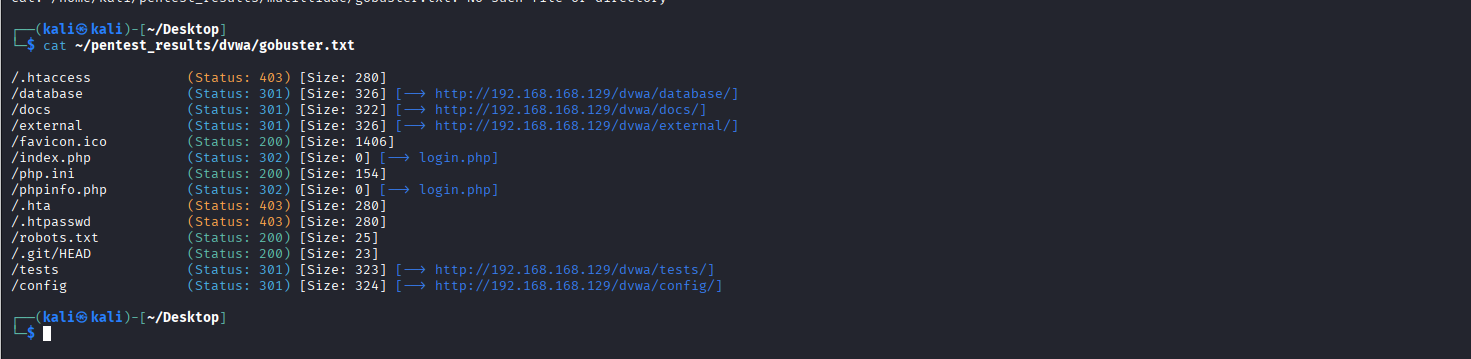 cat: /home/kali/pentest_results/mutillidae/gobuster.txt: No such file or directory
┌──(kali㉿kali)-[~/Desktop]
└─$ cat ~/pentest_results/dvwa/gobuster.txt
/.htaccess (Status: 403) [Size: 280]
/database (Status: 301) [Size: 326] [--> http://192.168.168.129/dvwa/database/]
/docs (Status: 301) [Size: 322] [--> http://192.168.168.129/dvwa/docs/]
/external (Status: 301) [Size: 326] [--> http://192.168.168.129/dvwa/external/]
/favicon.ico (Status: 200) [Size: 1406]
/index.php (Status: 302) [Size: 0] [--> login.php]
/php.ini (Status: 200) [Size: 154]
/phpinfo.php (Status: 302) [Size: 0] [--> login.php]
/.hta (Status: 403) [Size: 280]
/.htpasswd (Status: 403) [Size: 280]
/robots.txt (Status: 200) [Size: 25]
/.git/HEAD (Status: 200) [Size: 23]
/tests (Status: 301) [Size: 323] [--> http://192.168.168.129/dvwa/tests/]
/config (Status: 301) [Size: 324] [--> http://192.168.168.129/dvwa/config/]
┌──(kali㉿kali)-[~/Desktop]
└─$